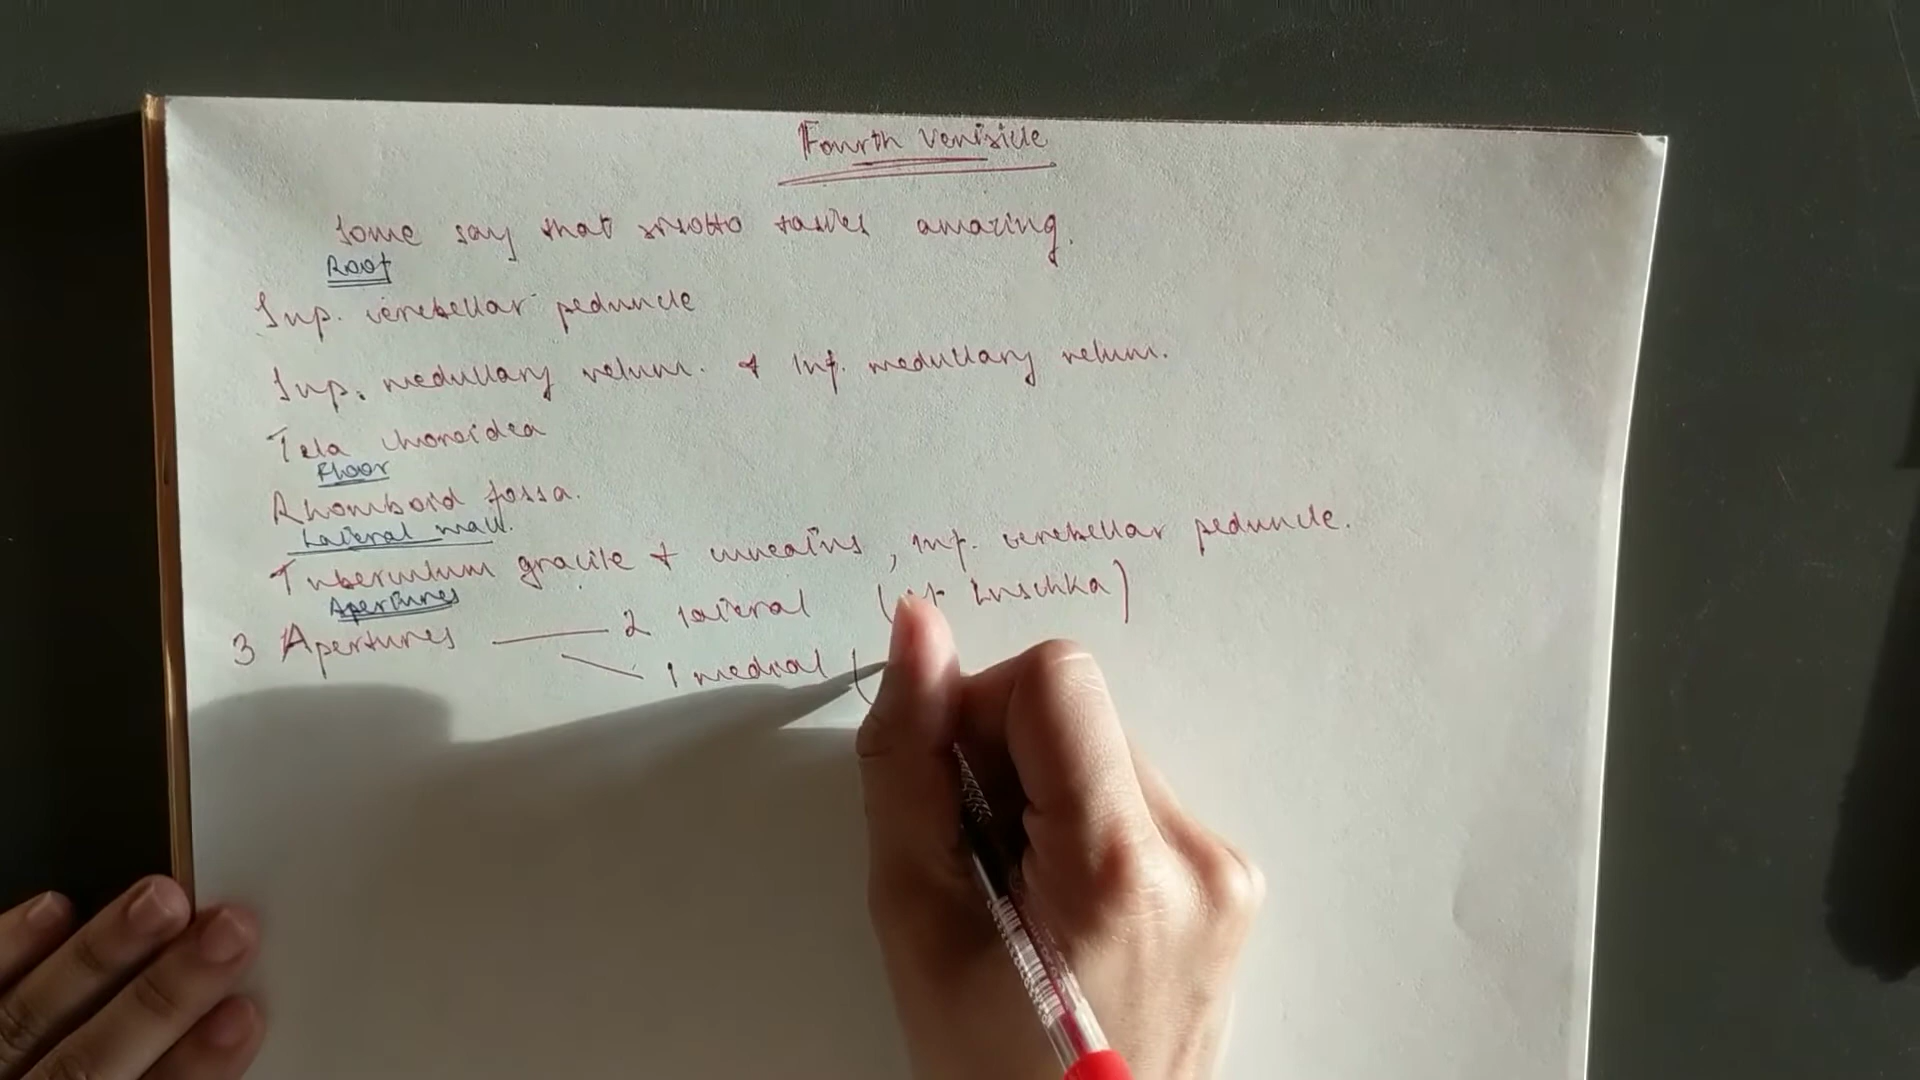 Fourth Ventricle
Some say that risotto tastes amazing.
Roof
Sup. cerebellar peduncle
Sup. medullary velum. & Inf. medullary velum.
Tela choroidea
Floor
Rhomboid fossa.
Lateral wall.
Tuberculum gracile + cuneatus, inf. cerebellar peduncle.
Apertures
3 Apertures 2 lateral ( Luschka)
1 medial (